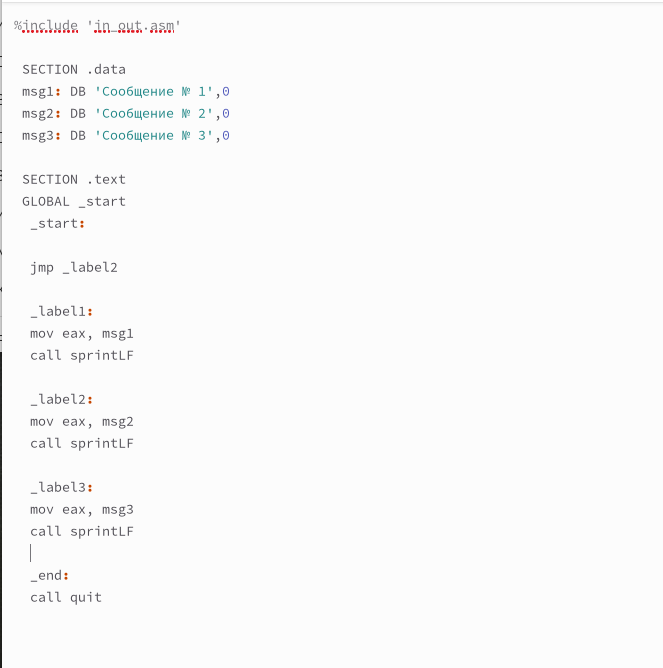 %include 'in_out.asm'
SECTION .data
msg1: DB 'Сообщение № 1',0
msg2: DB 'Сообщение № 2',0
msg3: DB 'Сообщение № 3',0
SECTION .text
GLOBAL _start
_start:
jmp _label2
_label1:
mov eax, msg1
call sprintLF
_label2:
mov eax, msg2
call sprintLF
_label3:
mov eax, msg3
call sprintLF
_end:
call quit